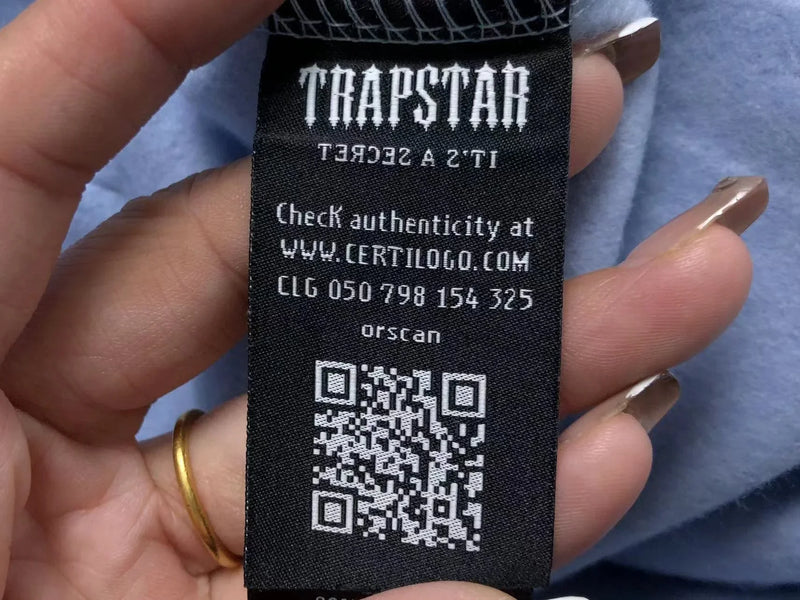 TRAPSTAR
IT'S A SECRET
ChecK authenticity at
WWW.CERTILOGO.COM
CLG 050 798 154 325
orscan